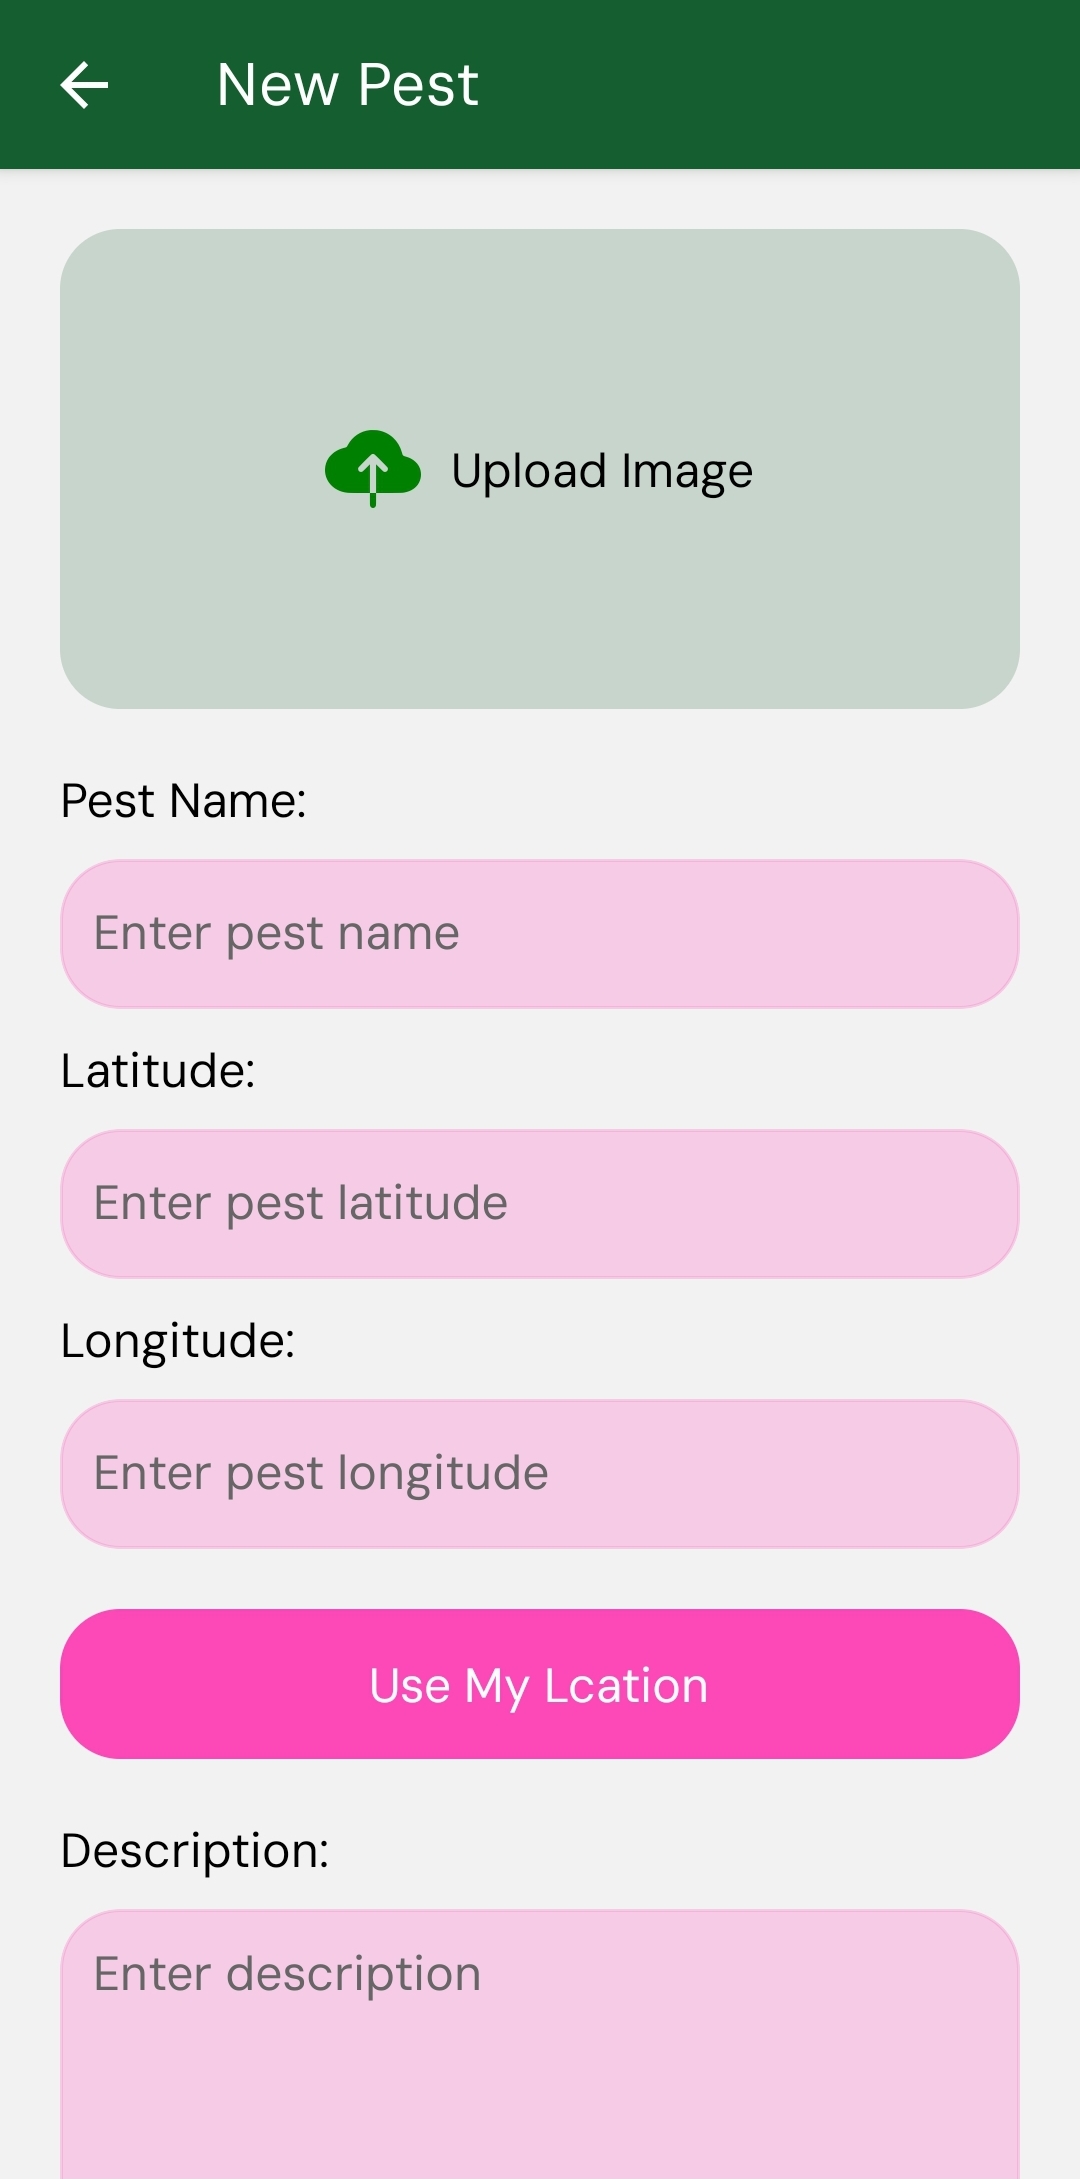 New Pest
Upload Image
Pest Name:
Enter pest name
Latitude:
Enter pest latitude
Longitude:
Enter pest longitude
Use My Lcation
Description:
Enter description